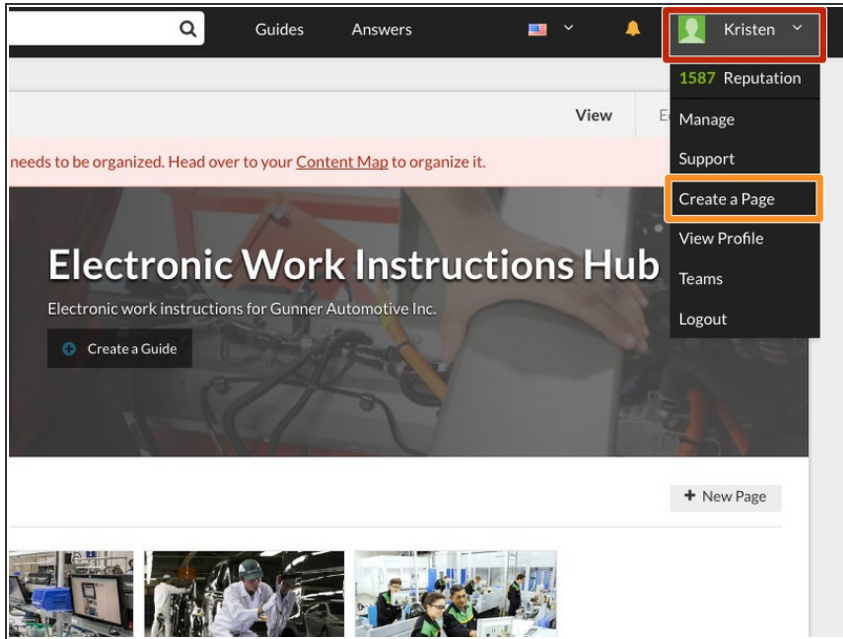 Guides Answers Kristen
1587 Reputation
View
Manage
needs to be organized. Head over to your Content Map to organize it.
Support
Create a Page
View Profile
Teams
Logout
Electronic Work Instructions Hub
Electronic work instructions for Gunner Automotive Inc.
Create a Guide
New Page